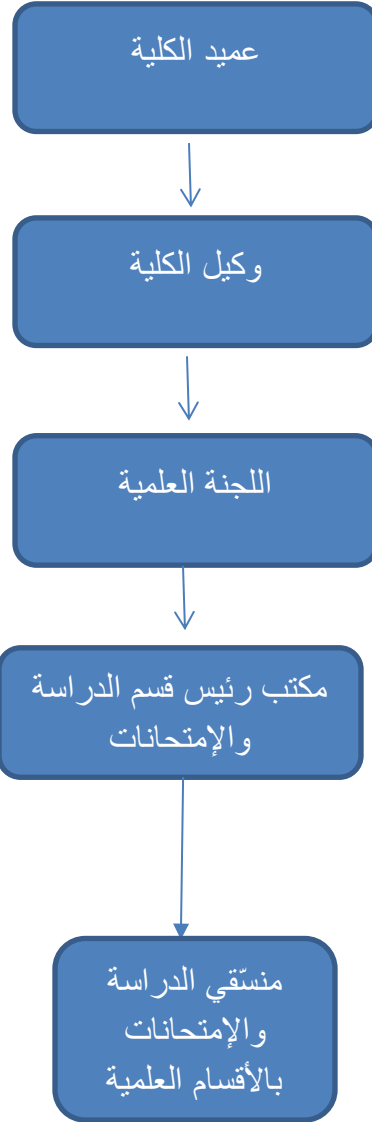 عميد الكلية
وكيل الكلية
اللجنة العلمية
مكتب رئيس قسم الدراسة
والإمتحانات
منسّقي الدراسة
والإمتحانات
بالأقسام العلمية